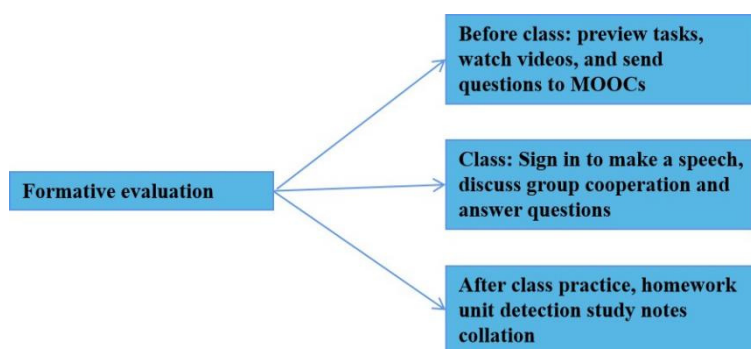 Formative evaluation
Before class: preview tasks,
watch videos, and send
questions to MOOCs
Class: Sign in to make a speech,
discuss group cooperation and
answer questions
After class practice, homework
unit detection study notes
collation